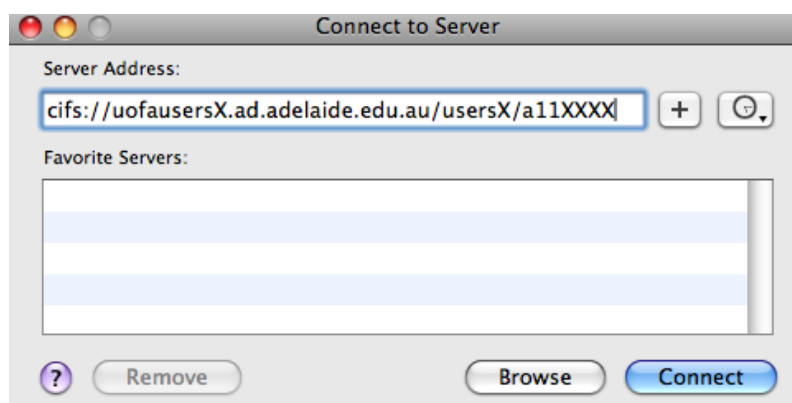 Connect to Server
Server Address:
cifs://uofausersX.ad.adelaide.edu.au/usersX/a11XXXX
+
Favorite Servers:
? Remove Browse Connect